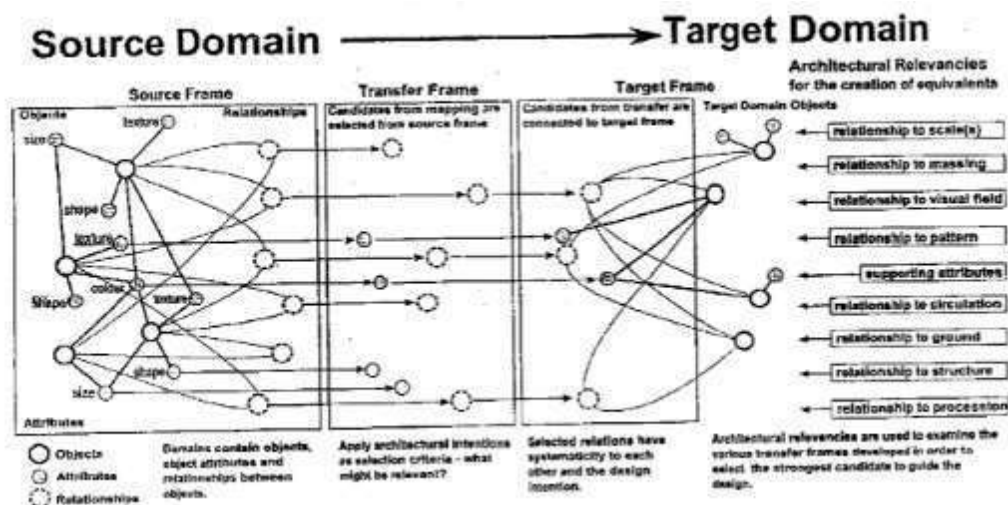 Source Domain
Target Domain
Source Frame
Transfer Frame
Target Frame
Architectural Relevancies
for the creation of equivalents
Objects
Relationships
Candidates from mapping are
selected from source frame
Candidates from transfer are
connected to target frame
Target Domain Objects
size
texture
shape
texture
colour
shape
texture
shape
size
Attributes
relationship to scale(s)
relationship to massing
relationship to visual field
relationship to pattern
supporting attributes
relationship to circulation
relationship to ground
relationship to structure
relationship to procession
Objects
Attributes
Relationships
Domains contain objects,
object attributes and
relationships between
objects.
Apply architectural intentions
as selection criteria - what
might be relevant?
Selected relations have
systematicity to each
other and the design
intention.
Architectural relevencies are used to examine the
various transfer frames developed in order to
select the strongest candidate to guide the
design.